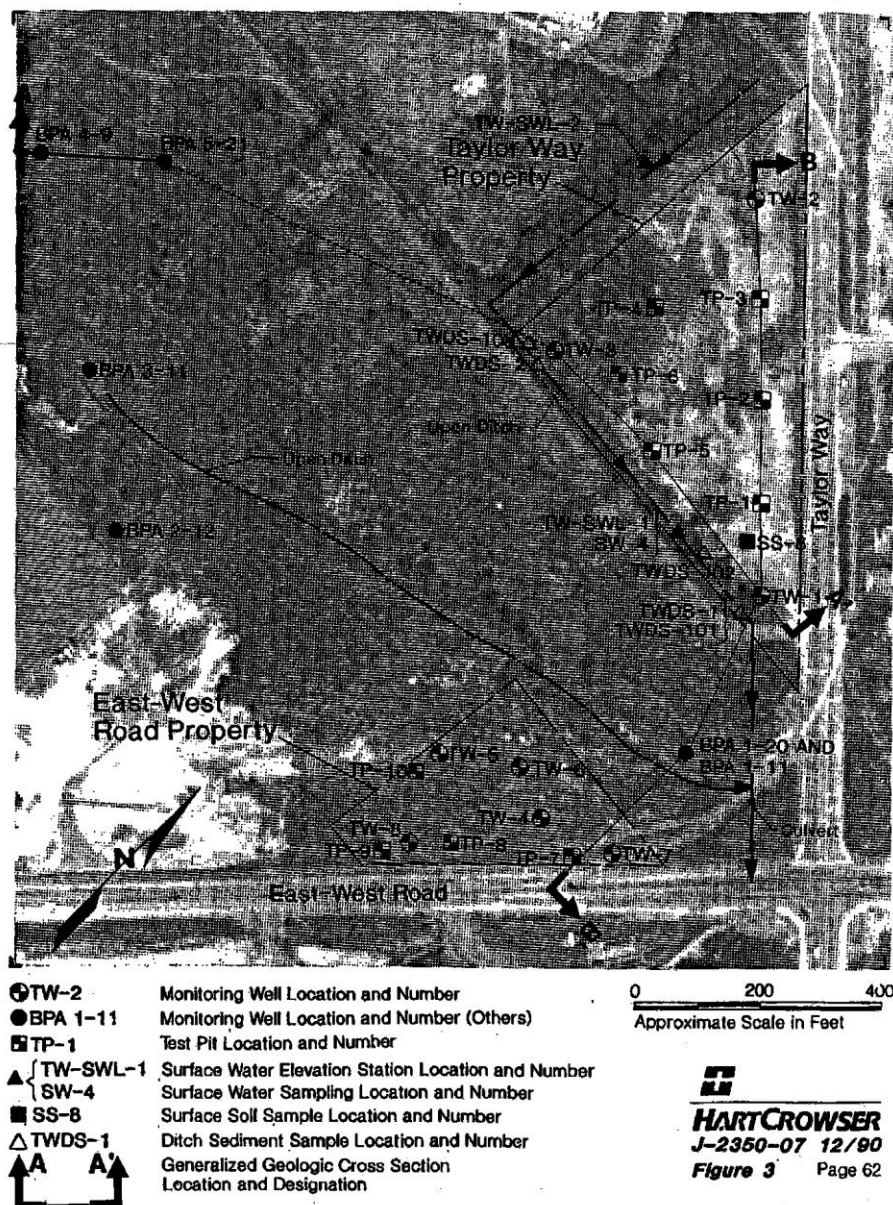 TW-SWL-2
Taylor Way
Property
BPA 4-9
BPA 5-21
B
TW-2
TP-4
TP-3
TW-3
TWDS-2
TP-6
TP-2
BPA 3-11
Open Ditch
TP-5
Open Ditch
Taylor Way
TP-1
TW-SWL-1
SW-4
SS-8
BPA 2-12
TW-1
TWDS-1
TWDS-101
East-West
Road Property
BPA 1-20 AND
BPA 1-11
TW-5
TP-10
TW-6
TW-4
Culvert
TP-8
TP-9
TP-7
TW-7
N
East-West Road
TW-2 Monitoring Well Location and Number
BPA 1-11 Monitoring Well Location and Number (Others)
TP-1 Test Pit Location and Number
TW-SWL-1 Surface Water Elevation Station Location and Number
SW-4 Surface Water Sampling Location and Number
SS-8 Surface Soil Sample Location and Number
TWDS-1 Ditch Sediment Sample Location and Number
A A' Generalized Geologic Cross Section
Location and Designation
0 200 400
Approximate Scale in Feet
HARTCROWSER
J-2350-07 12/90
Figure 3 Page 62